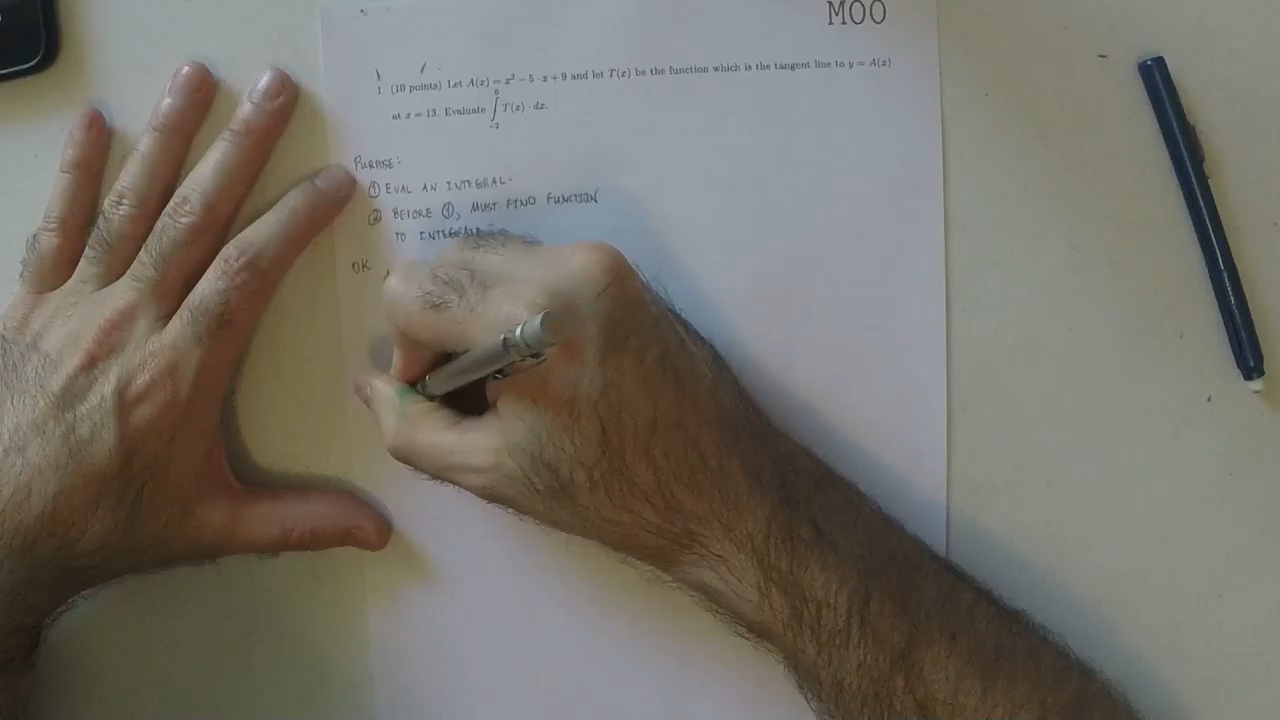 MOO
1 (10 points) Let A(x) = x² − 5 · x + 9 and let T(x) be the function which is the tangent line to y = A(x)
at x = 13. Evaluate ∫₋₃⁶ T(x) · dx.
PURPOSE:
① EVAL AN INTEGRAL.
② BEFORE ①, MUST FIND FUNCTION
TO
OK